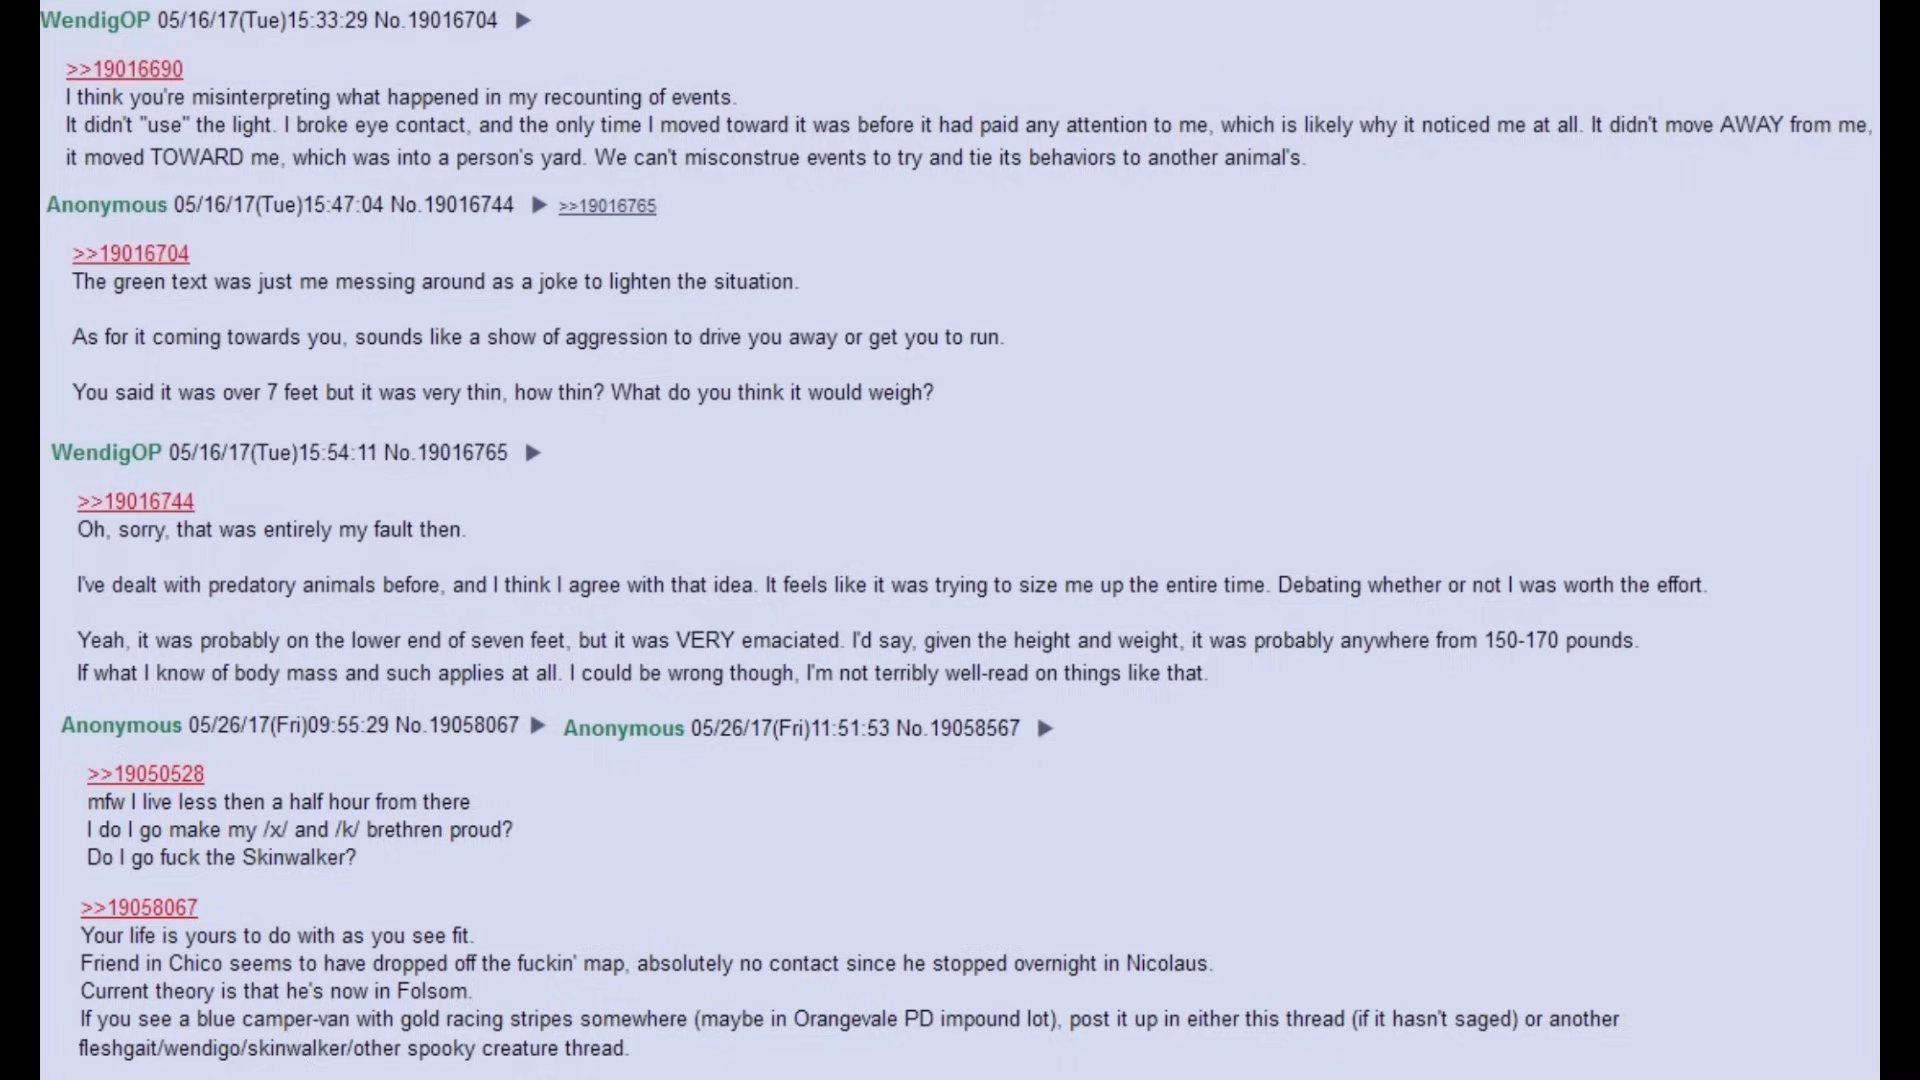 WendigOP 05/16/17(Tue)15:33:29 No.19016704 ▶
>>19016690
I think you're misinterpreting what happened in my recounting of events.
It didn't "use" the light. I broke eye contact, and the only time I moved toward it was before it had paid any attention to me, which is likely why it noticed me at all. It didn't move AWAY from me,
it moved TOWARD me, which was into a person's yard. We can't misconstrue events to try and tie its behaviors to another animal's.
Anonymous 05/16/17(Tue)15:47:04 No.19016744 ▶ >>19016765
>>19016704
The green text was just me messing around as a joke to lighten the situation.
As for it coming towards you, sounds like a show of aggression to drive you away or get you to run.
You said it was over 7 feet but it was very thin, how thin? What do you think it would weigh?
WendigOP 05/16/17(Tue)15:54:11 No.19016765 ▶
>>19016744
Oh, sorry, that was entirely my fault then.
I've dealt with predatory animals before, and I think I agree with that idea. It feels like it was trying to size me up the entire time. Debating whether or not I was worth the effort.
Yeah, it was probably on the lower end of seven feet, but it was VERY emaciated. I'd say, given the height and weight, it was probably anywhere from 150-170 pounds.
If what I know of body mass and such applies at all. I could be wrong though, I'm not terribly well-read on things like that.
Anonymous 05/26/17(Fri)09:55:29 No.19058067 ▶ Anonymous 05/26/17(Fri)11:51:53 No.19058567 ▶
>>19050528
mfw I live less then a half hour from there
I do I go make my /x/ and /k/ brethren proud?
Do I go fuck the Skinwalker?
>>19058067
Your life is yours to do with as you see fit.
Friend in Chico seems to have dropped off the fuckin' map, absolutely no contact since he stopped overnight in Nicolaus.
Current theory is that he's now in Folsom.
If you see a blue camper-van with gold racing stripes somewhere (maybe in Orangevale PD impound lot), post it up in either this thread (if it hasn't saged) or another
fleshgait/wendigo/skinwalker/other spooky creature thread.